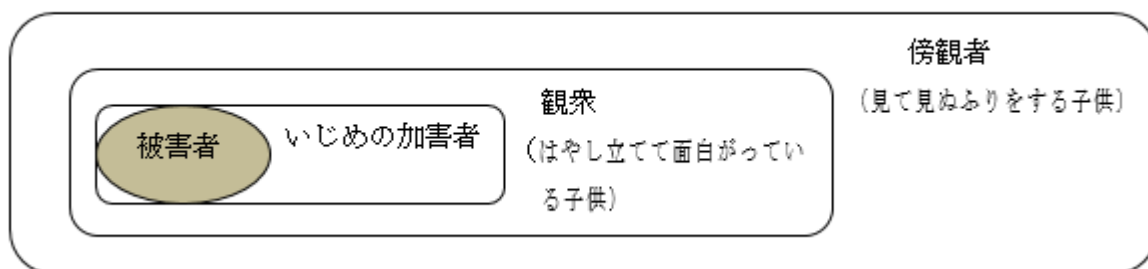 傍観者
(見て見ぬふりをする子供)
観衆
(はやし立てて面白がってい
る子供)
いじめの加害者
被害者